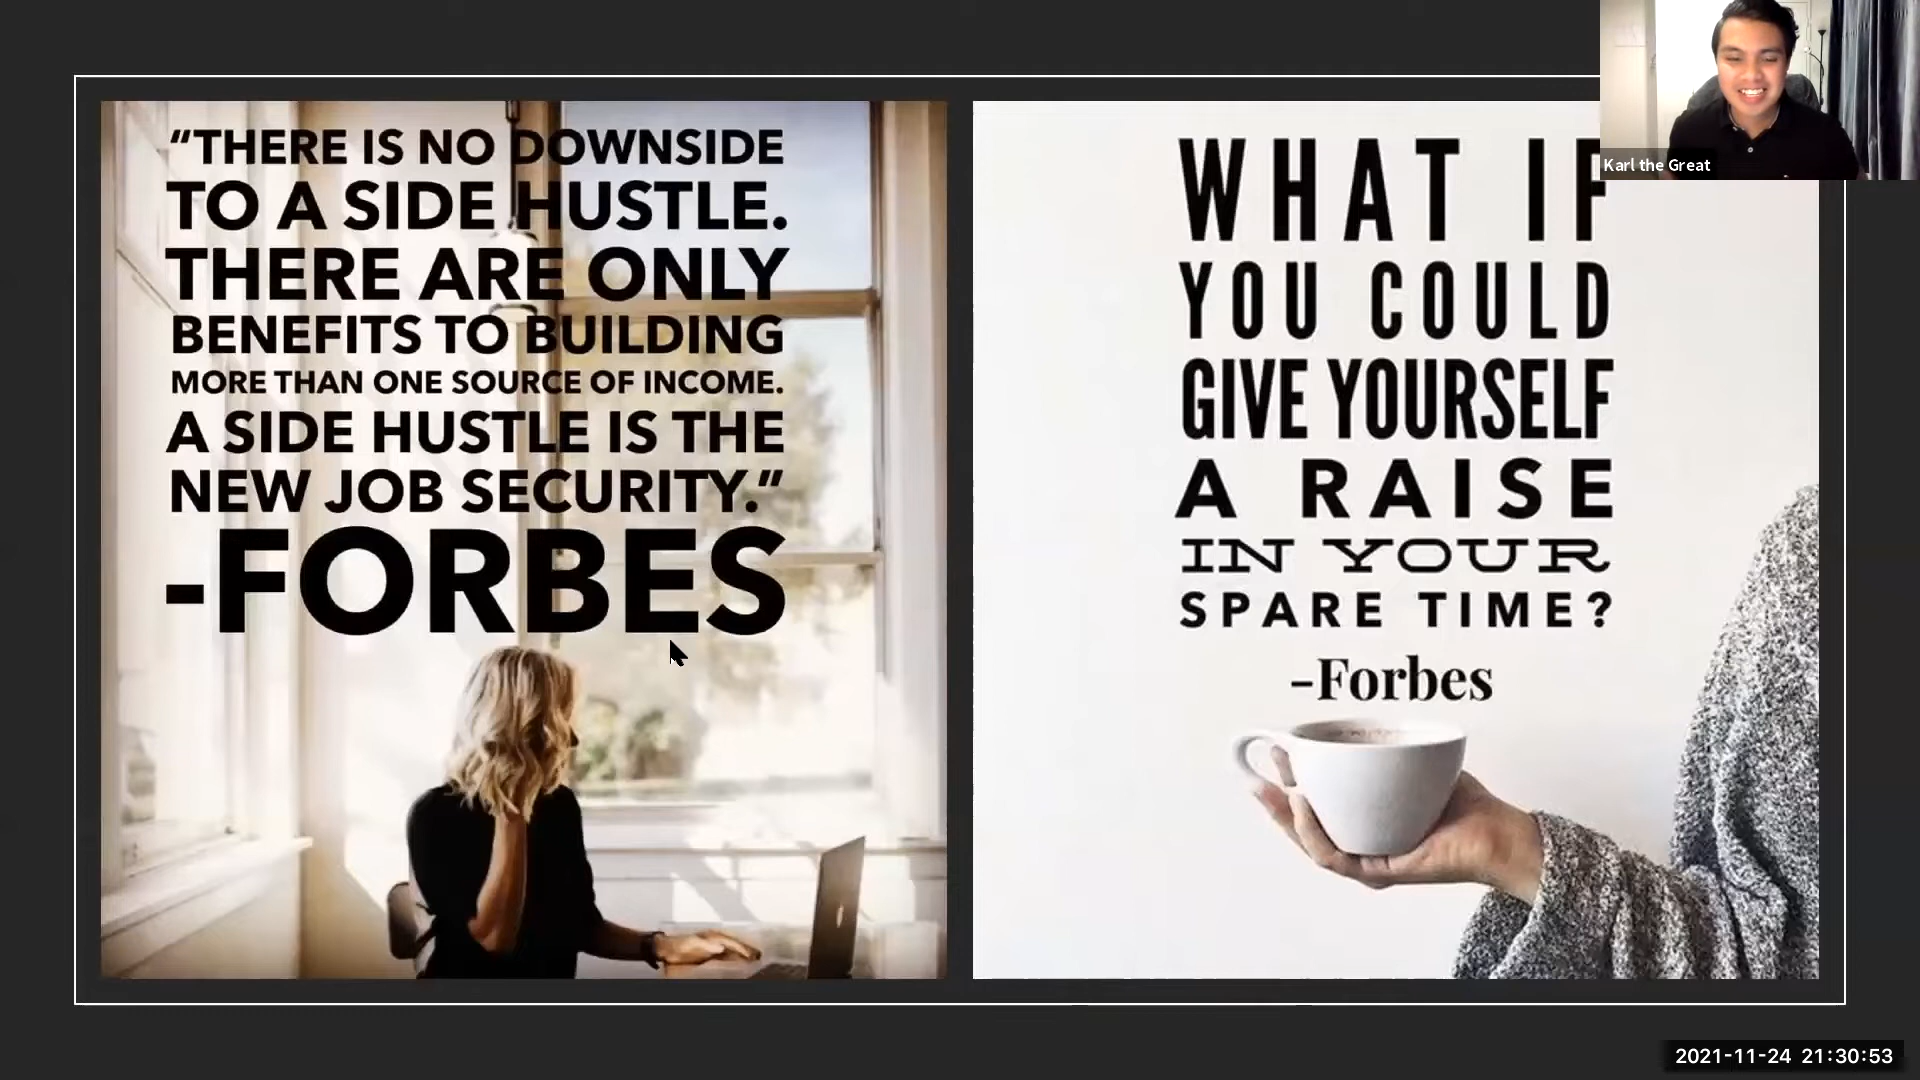 “THERE IS NO DOWNSIDE
TO A SIDE HUSTLE.
THERE ARE ONLY
BENEFITS TO BUILDING
MORE THAN ONE SOURCE OF INCOME.
A SIDE HUSTLE IS THE
NEW JOB SECURITY.”
-FORBES
WHAT IF
YOU COULD
GIVE YOURSELF
A RAISE
IN YOUR
SPARE TIME?
-Forbes
Karl the Great
2021-11-24 21:30:53